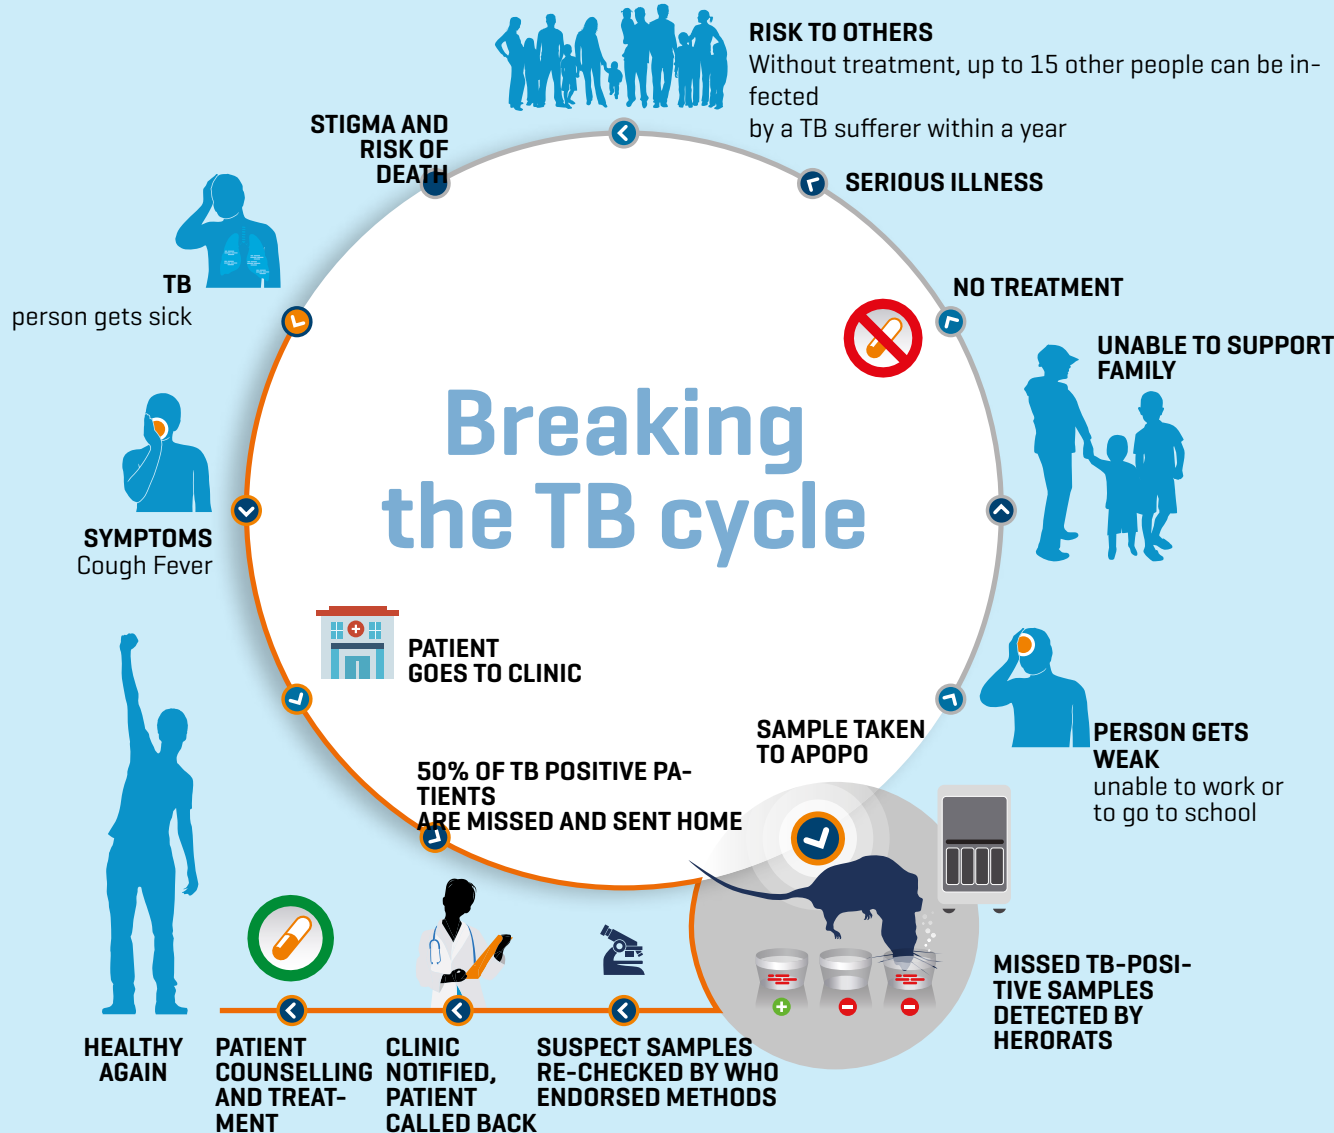 RISK TO OTHERS
Without treatment, up to 15 other people can be in-
fected
by a TB sufferer within a year
STIGMA AND
RISK OF
DEATH
SERIOUS ILLNESS
TB
person gets sick
NO TREATMENT
UNABLE TO SUPPORT
FAMILY
Breaking
the TB cycle
SYMPTOMS
Cough Fever
PATIENT
GOES TO CLINIC
SAMPLE TAKEN
TO APOPO
PERSON GETS
WEAK
unable to work or
to go to school
50% OF TB POSITIVE PA-
TIENTS
ARE MISSED AND SENT HOME
MISSED TB-POSI-
TIVE SAMPLES
DETECTED BY
HERORATS
HEALTHY
AGAIN
PATIENT
COUNSELLING
AND TREAT-
MENT
CLINIC
NOTIFIED,
PATIENT
CALLED BACK
SUSPECT SAMPLES
RE-CHECKED BY WHO
ENDORSED METHODS